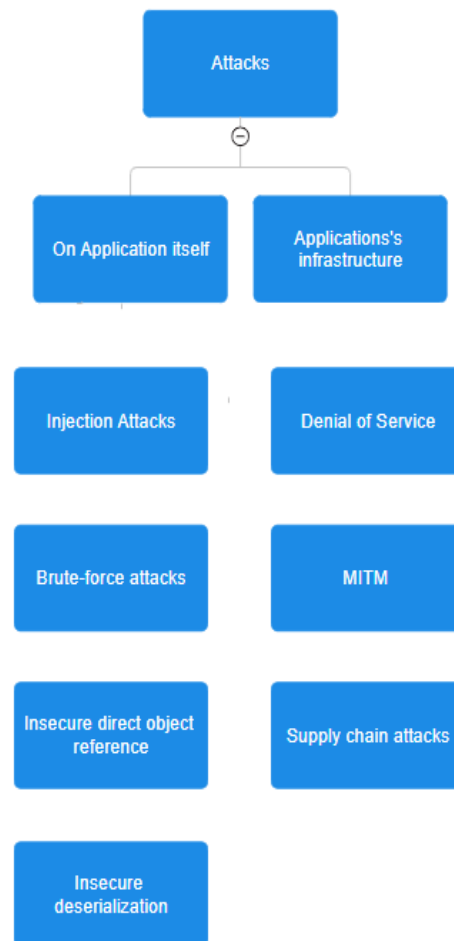 Attacks
On Application itself
Applications's
infrastructure
Injection Attacks
Denial of Service
Brute-force attacks
MITM
Insecure direct object
reference
Supply chain attacks
Insecure
deserialization